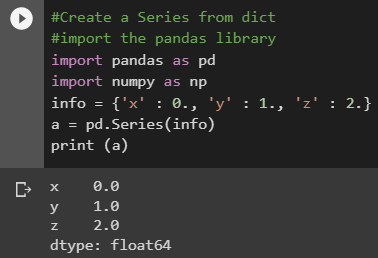 #Create a Series from dict
#import the pandas library
import pandas as pd
import numpy as np
info = {'x' : 0., 'y' : 1., 'z' : 2.}
a = pd.Series(info)
print (a)
x    0.0
y    1.0
z    2.0
dtype: float64